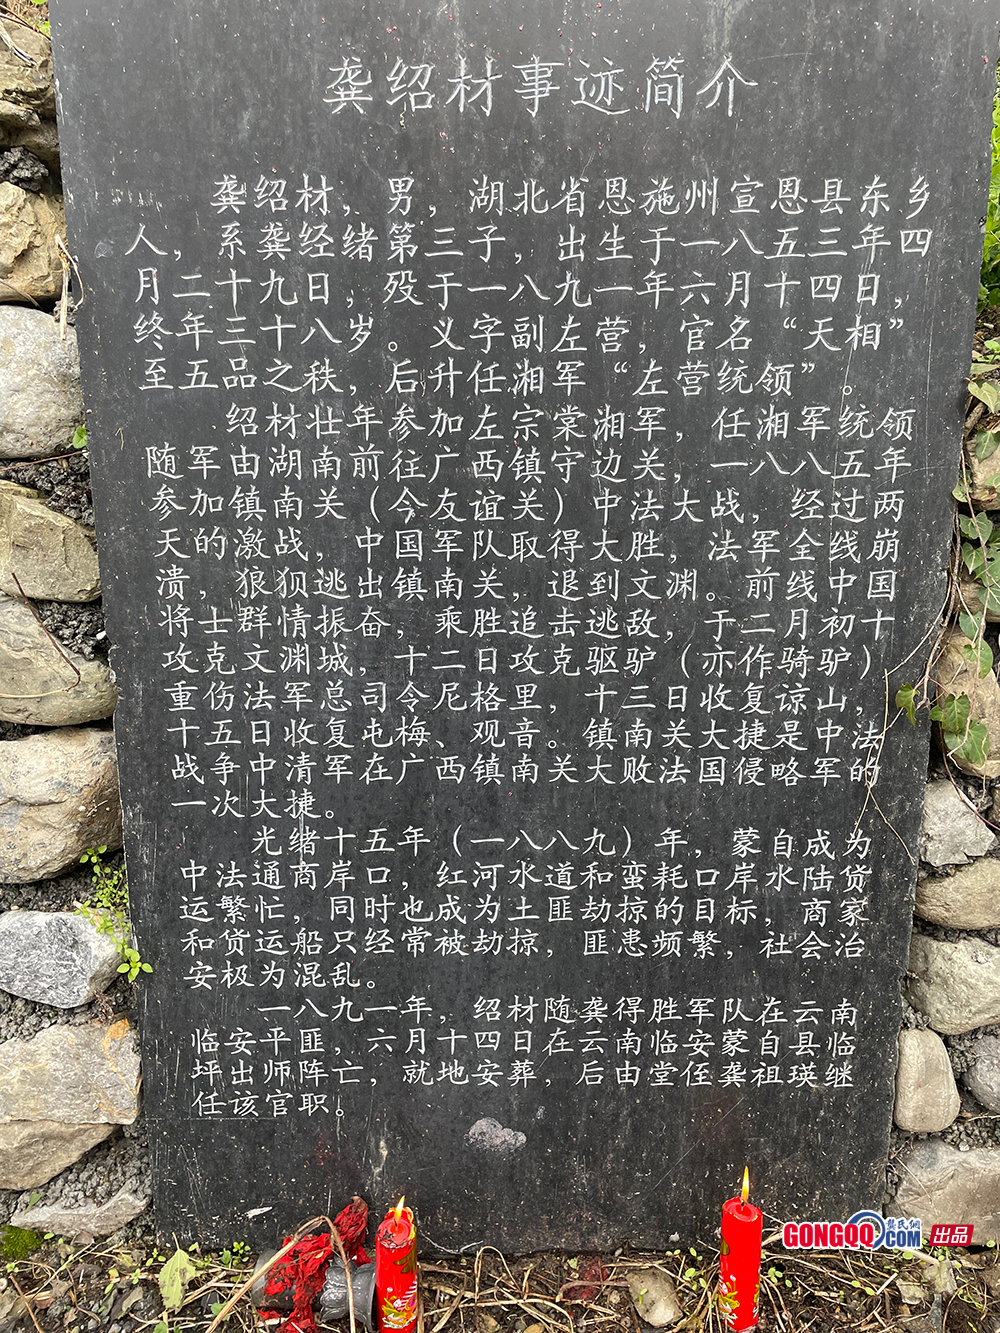 龚绍材事迹简介
龚绍材，男，湖北省恩施州宣恩县东乡
人，系龚经绪第三子，出生于一八五三年四
月二十九日，殁于一八九一年六月十四日，
终年三十八岁。义字副左营，官名“天相”
至五品之秩，后升任湘军“左营统领”。
绍材壮年参加左宗棠湘军，任湘军统领
随军由湖南前往广西镇守边关，一八八五年
参加镇南关（今友谊关）中法大战，经过两
天的激战，中国军队取得大胜，法军全线崩
溃，狼狈逃出镇南关，退到文渊。前线中国
将士群情振奋，乘胜追击逃敌，于二月初十
攻克文渊城，十二日攻克驱驴（亦作骑驴）
重伤法军总司令尼格里，十三日收复谅山，
十五日收复屯梅、观音。镇南关大捷是中法
战争中清军在广西镇南关大败法国侵略军的
一次大捷。
光绪十五年（一八八九）年，蒙自成为
中法通商岸口，红河水道和蛮耗口岸水陆贷
运繁忙，同时也成为土匪劫掠的目标，商家
和贷运船只经常被劫掠，匪患频繁，社会治
安极为混乱。
一八九一年，绍材随龚得胜军队在云南
临安平匪，六月十四日在云南临安蒙自县临
坪出师阵亡，就地安葬，后由堂侄龚祖瑛继
任该官职。
GONGQQ.COM 龚氏网 出品